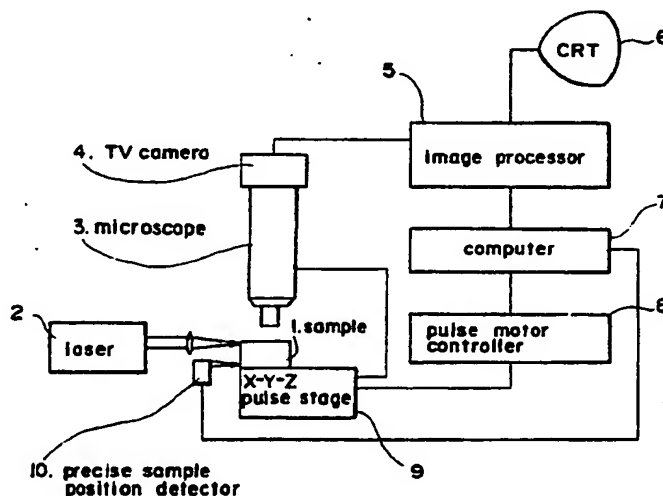 6
CRT
5
4. TV camera
image processor
3. microscope
7
computer
2
1. sample
8
laser
pulse motor
controller
X-Y-Z
pulse stage
10. precise sample
position detector
9